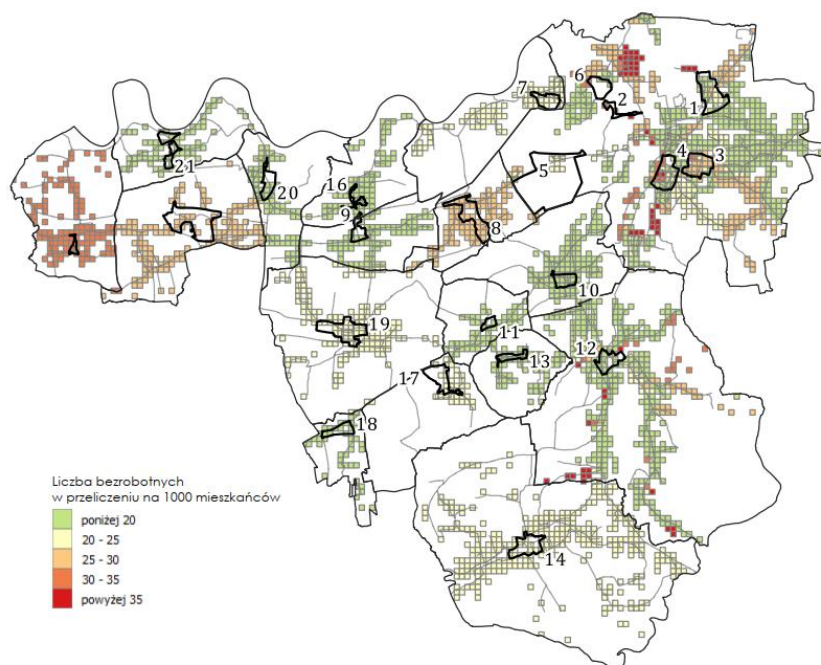 6
7
2
1
4
3
21
5
20
16
9
8
10
11
19
12
13
17
18
Liczba bezrobotnych
w przeliczeniu na 1000 mieszkańców
poniżej 20
20 - 25
25 - 30
30 - 35
powyżej 35
14